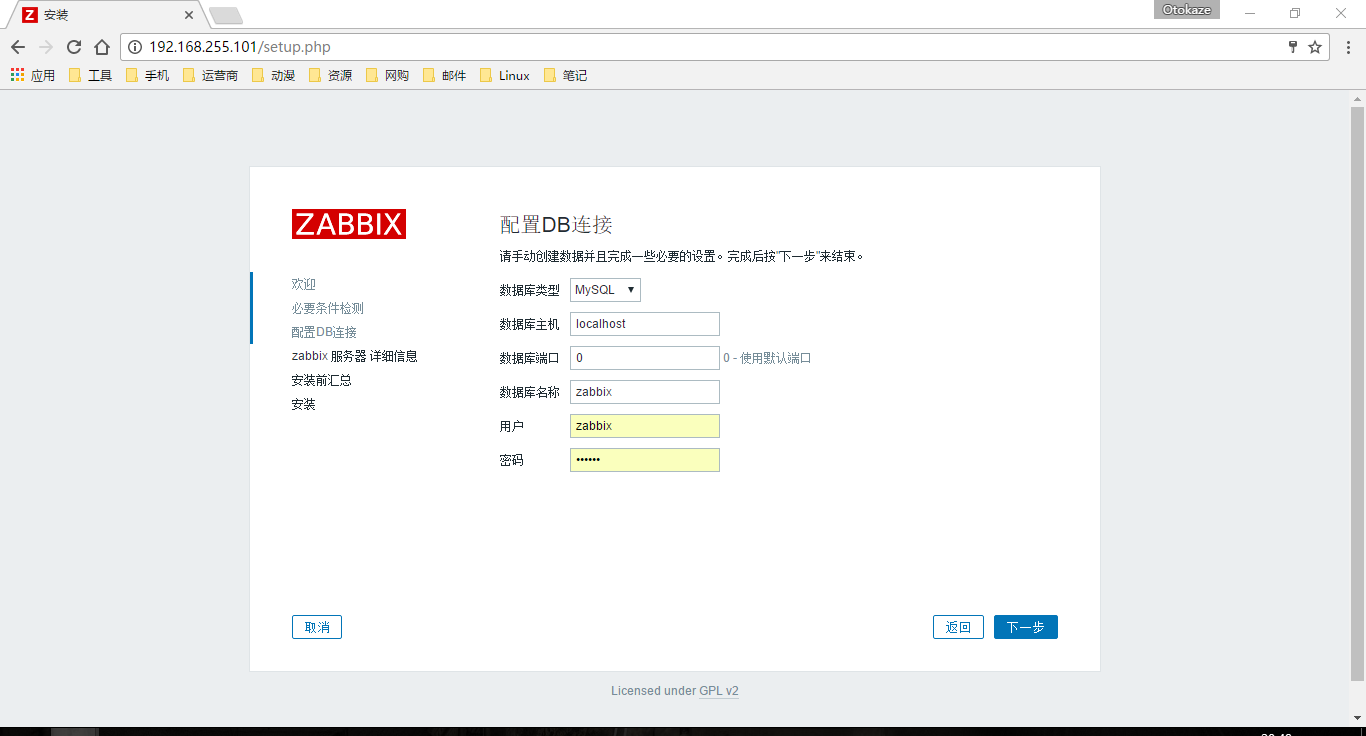 安装
Otokaze
192.168.255.101/setup.php
应用 工具 手机 运营商 动漫 资源 网购 邮件 Linux 笔记
ZABBIX
欢迎
必要条件检测
配置DB连接
zabbix 服务器 详细信息
安装前汇总
安装
配置DB连接
请手动创建数据并且完成一些必要的设置。完成后按"下一步"来结束。
数据库类型 MySQL
数据库主机 localhost
数据库端口 0 0 - 使用默认端口
数据库名称 zabbix
用户 zabbix
密码 ••••••
取消 返回 下一步
Licensed under GPL v2